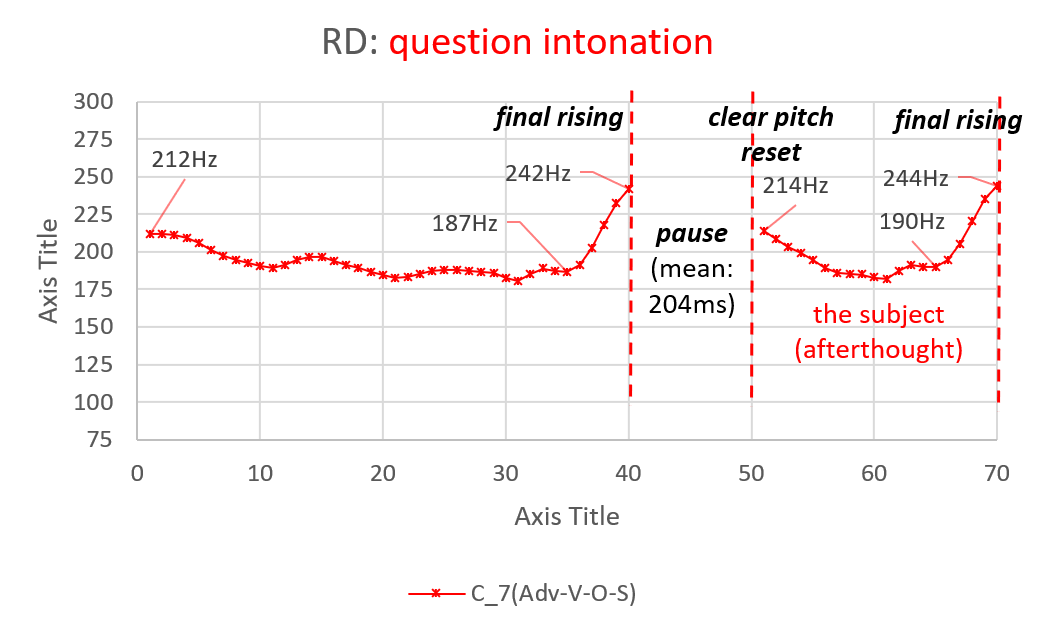 RD: question intonation
300
275
250
225
200
175
150
125
100
75
Axis Title
212Hz
final rising
242Hz
187Hz
pause
(mean:
204ms)
clear pitch
reset
214Hz
final rising
244Hz
190Hz
the subject
(afterthought)
0 10 20 30 40 50 60 70
Axis Title
C_7(Adv-V-O-S)